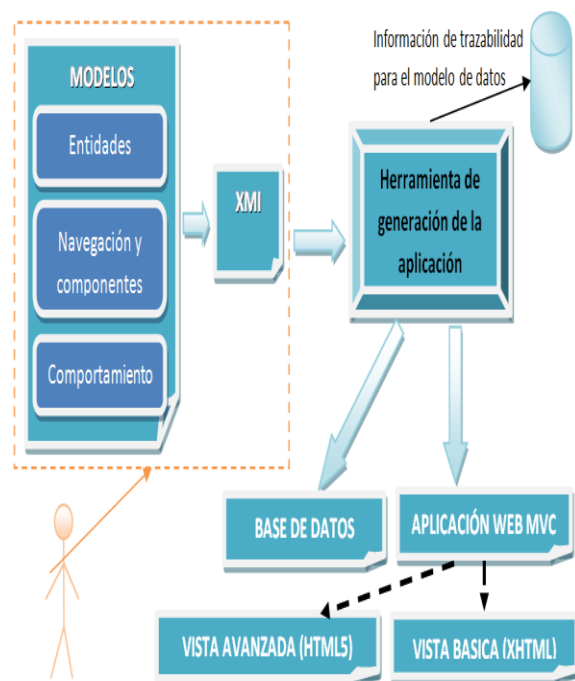 Información de trazabilidad
para el modelo de datos
MODELOS
Entidades
Navegación y
componentes
Comportamiento
XMI
Herramienta de
generación de la
aplicación
BASE DE DATOS
APLICACIÓN WEB MVC
VISTA AVANZADA (HTML5)
VISTA BASICA (XHTML)